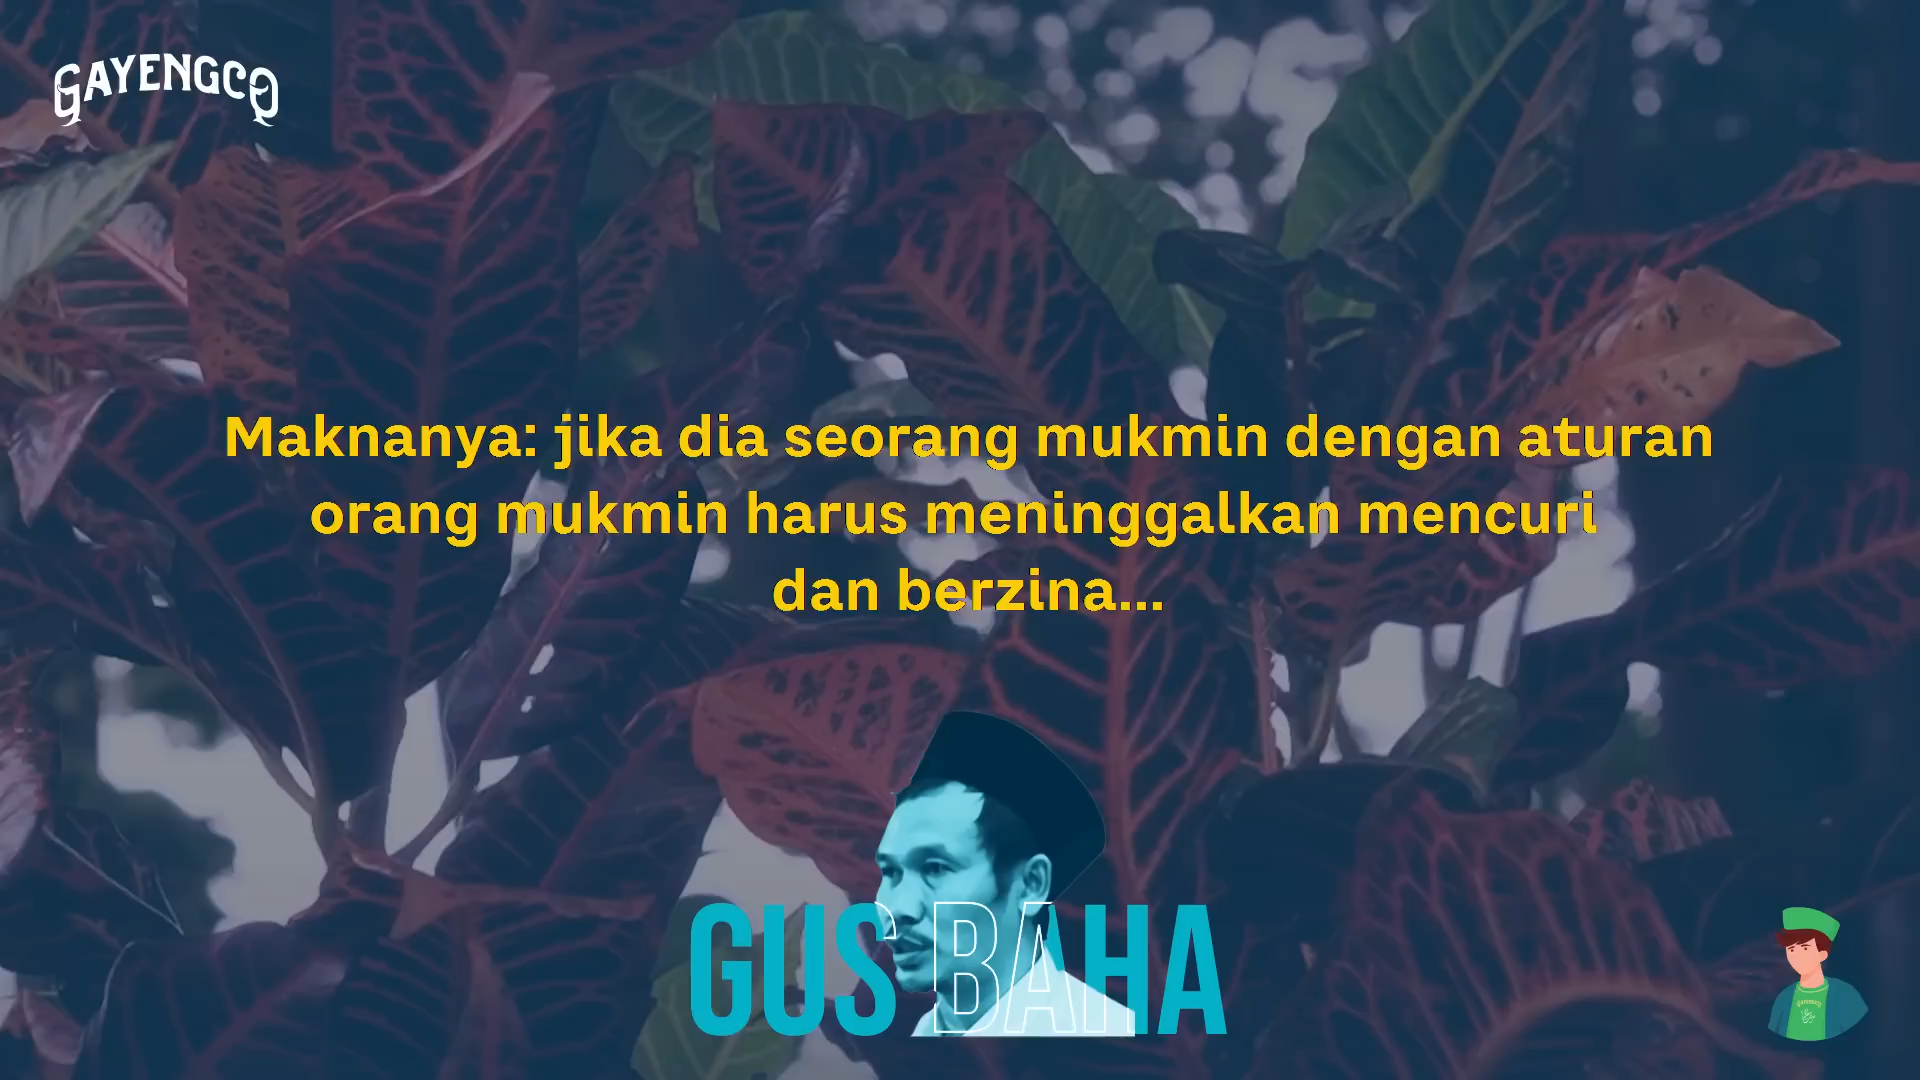 GAYENGCO
Maknanya: jika dia seorang mukmin dengan aturan
orang mukmin harus meninggalkan mencuri
dan berzina...
GUS BAHA